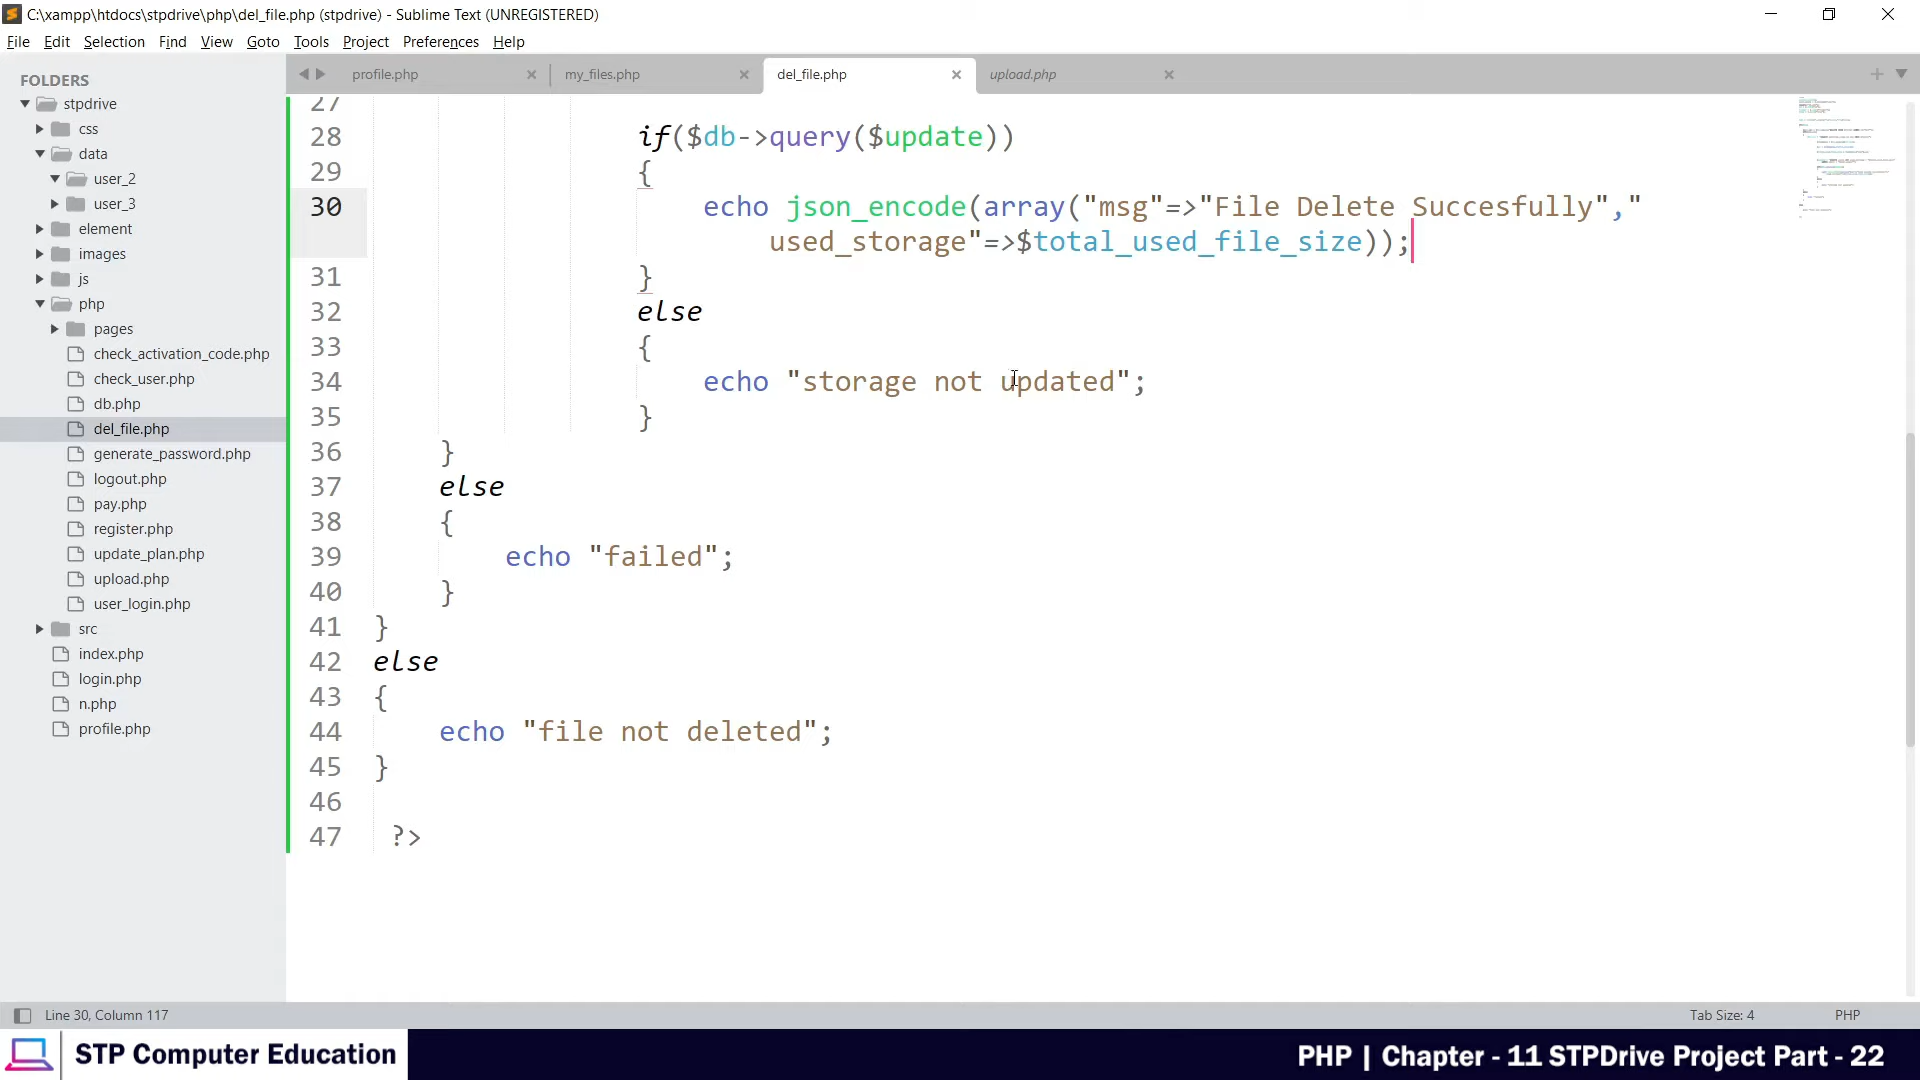 C:\xampp\htdocs\stpdrive\php\del_file.php (stpdrive) - Sublime Text (UNREGISTERED)
File Edit Selection Find View Goto Tools Project Preferences Help
FOLDERS
stpdrive
css
data
user_2
user_3
element
images
js
php
pages
check_activation_code.php
check_user.php
db.php
del_file.php
generate_password.php
logout.php
pay.php
register.php
update_plan.php
upload.php
user_login.php
src
index.php
login.php
n.php
profile.php
profile.php my_files.php del_file.php upload.php
27
28 if($db->query($update))
29 {
30 echo json_encode(array("msg"=>"File Delete Succesfully","
used_storage"=>$total_used_file_size));
31 }
32 else
33 {
34 echo "storage not updated";
35 }
36 }
37 else
38 {
39 echo "failed";
40 }
41 }
42 else
43 {
44 echo "file not deleted";
45 }
46
47 ?>
Line 30, Column 117 Tab Size: 4 PHP
STP Computer Education
PHP | Chapter - 11 STPDrive Project Part - 22